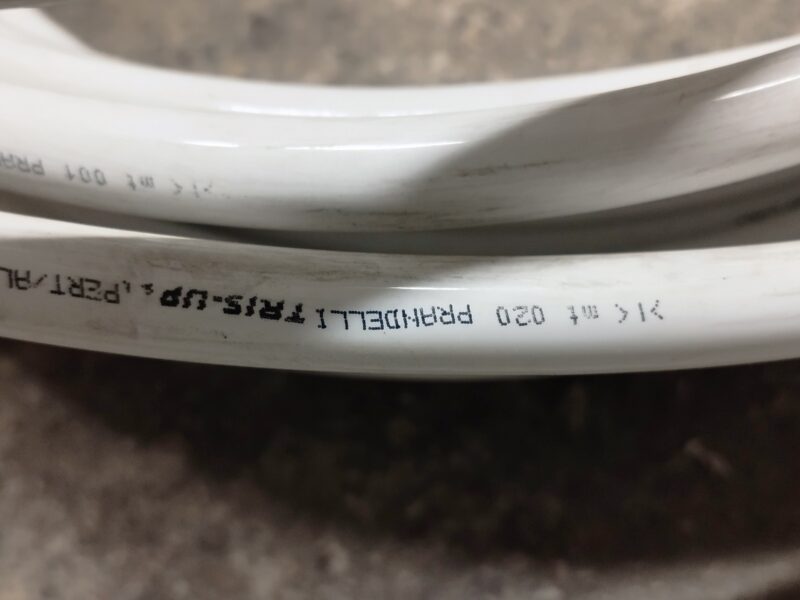 >|< mt 001 PRA
>|< mt 020 PRANDELLI TRIS-UP PERT/AL